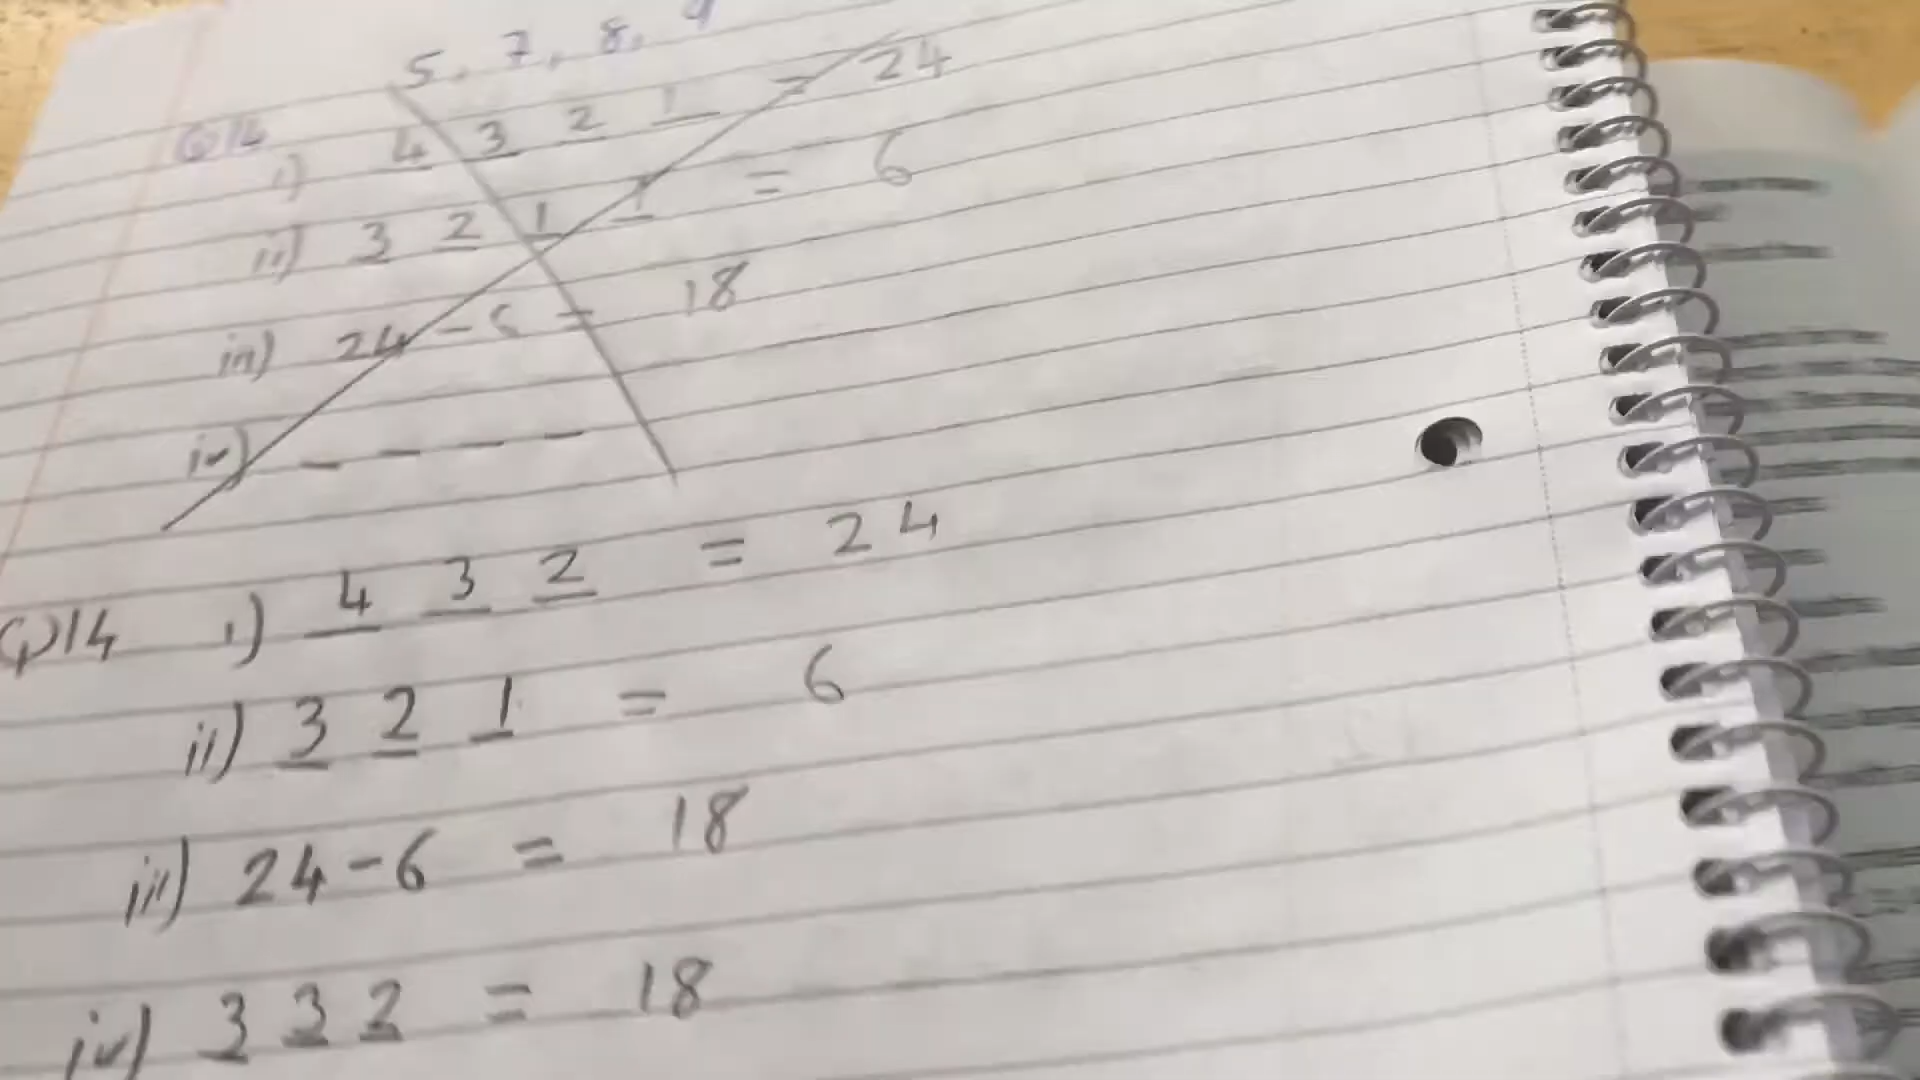 5, 7, 8, 9
Q14
i) 4 3 2 1 = 24
ii) 3 2 1 1 = 6
iii) 24 - 6 = 18
iv) _ _ _ _
Q14 i) 4 3 2 = 24
ii) 3 2 1 = 6
iii) 24 - 6 = 18
iv) 3 3 2 = 18